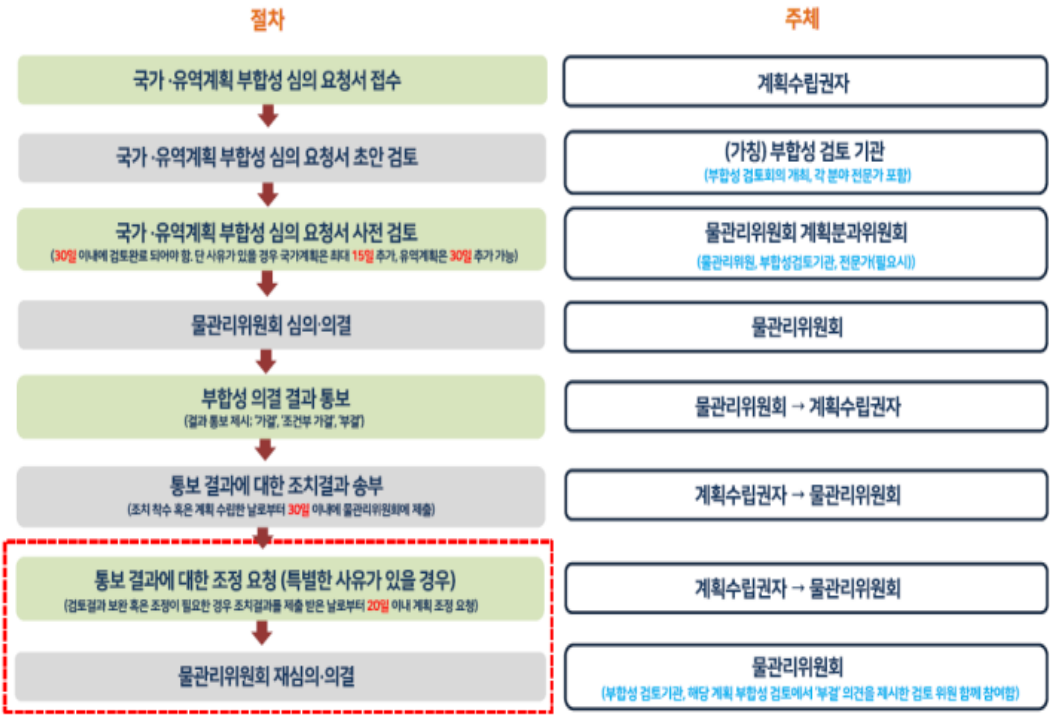 절차
주체
국가·유역계획 부합성 심의 요청서 접수
계획수립권자
국가·유역계획 부합성 심의 요청서 초안 검토
(가칭) 부합성 검토 기관
(부합성 검토회의 개최, 각 분야 전문가 포함)
국가·유역계획 부합성 심의 요청서 사전 검토
(30일 이내에 검토완료 되어야 함. 단 사유가 있을 경우 국가계획은 최대 15일 추가, 유역계획은 30일 추가 가능)
물관리위원회 계획분과위원회
(물관리위원, 부합성검토기관, 전문가(필요시))
물관리위원회 심의·의결
물관리위원회
부합성 의결 결과 통보
(결과 통보 제시: '가결', '조건부 가결', '부결')
물관리위원회 → 계획수립권자
통보 결과에 대한 조치결과 송부
(조치 착수 혹은 계획 수립한 날로부터 30일 이내에 물관리위원회에 제출)
계획수립권자 → 물관리위원회
통보 결과에 대한 조정 요청 (특별한 사유가 있을 경우)
(검토결과 보완 혹은 조정이 필요한 경우 조치결과를 제출 받은 날로부터 20일 이내 계획 조정 요청)
계획수립권자 → 물관리위원회
물관리위원회 재심의·의결
물관리위원회
(부합성 검토기관, 해당 계획 부합성 검토에서 '부결' 의견을 제시한 검토 위원 함께 참여함)